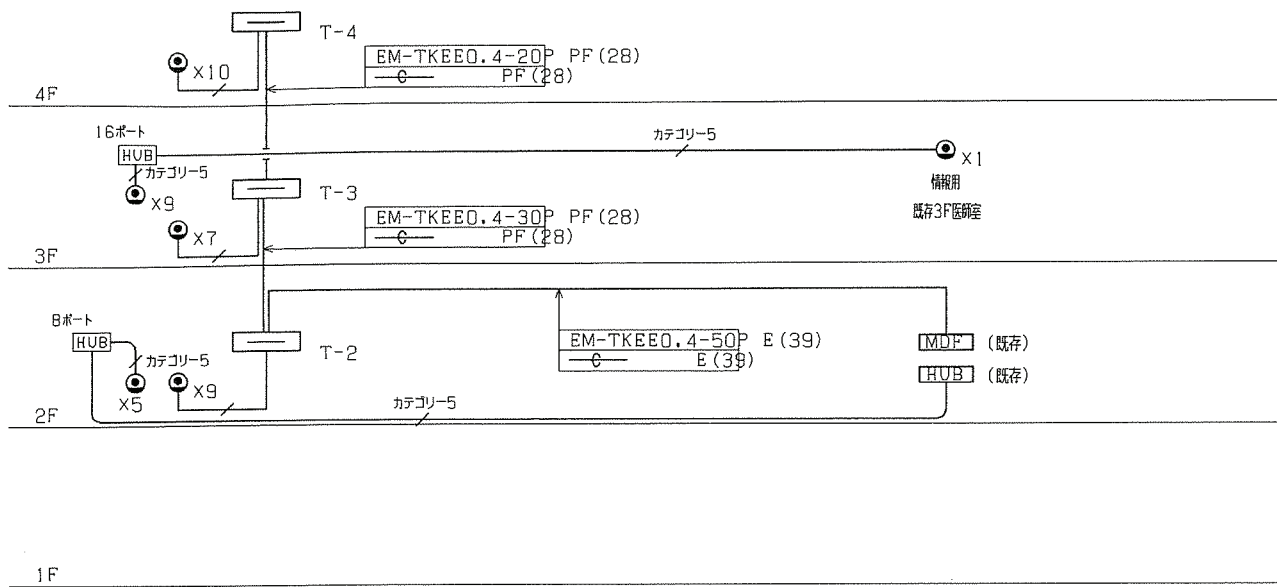 T-4
EM-TKEE0.4-20P PF(28)
X10
C PF(28)
4F
16ポート
カテゴリー5
HUB
X1
カテゴリー5
情報用
X9
T-3
既存3F医師室
EM-TKEE0.4-30P PF(28)
X7
C PF(28)
3F
8ポート
HUB
EM-TKEE0.4-50P E(39)
MDF (既存)
T-2
カテゴリー5
C E(39)
HUB (既存)
X5
X9
カテゴリー5
2F
1F